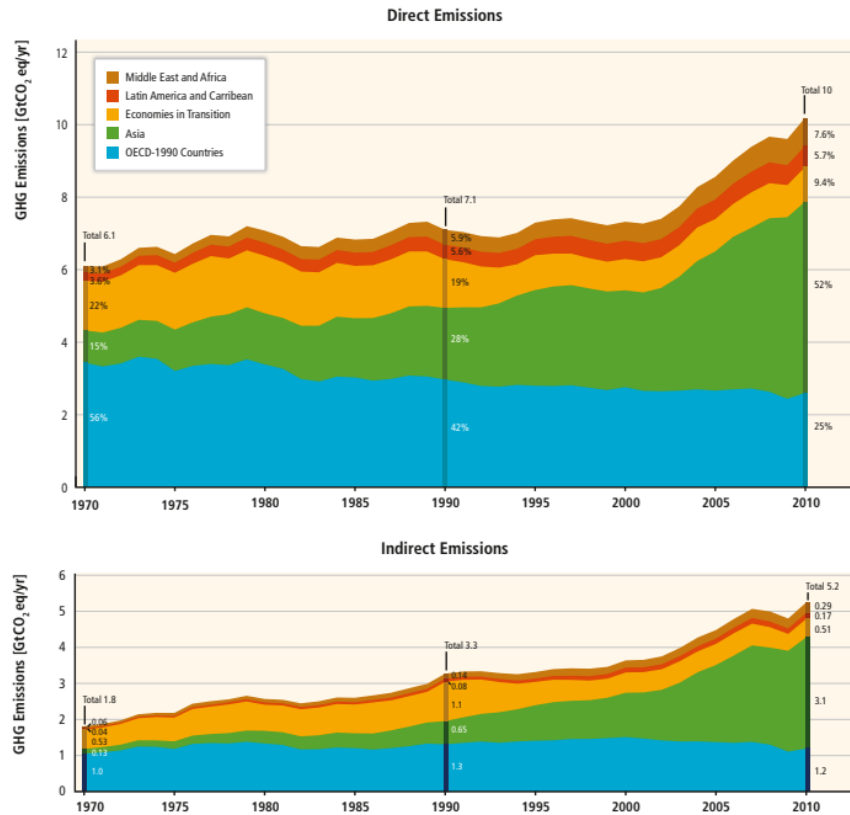 Direct Emissions
GHG Emissions [GtCO2 eq/yr]
12
10
8
6
4
2
0
Middle East and Africa
Latin America and Carribean
Economies in Transition
Asia
OECD-1990 Countries
Total 6.1
3.1%
3.6%
22%
15%
56%
Total 7.1
5.9%
5.6%
19%
28%
42%
Total 10
7.6%
5.7%
9.4%
52%
25%
1970 1975 1980 1985 1990 1995 2000 2005 2010
Indirect Emissions
GHG Emissions [GtCO2 eq/yr]
6
5
4
3
2
1
0
Total 1.8
0.06
0.04
0.53
0.13
1.0
Total 3.3
0.14
0.08
1.1
0.65
1.3
Total 5.2
0.29
0.17
0.51
3.1
1.2
1970 1975 1980 1985 1990 1995 2000 2005 2010